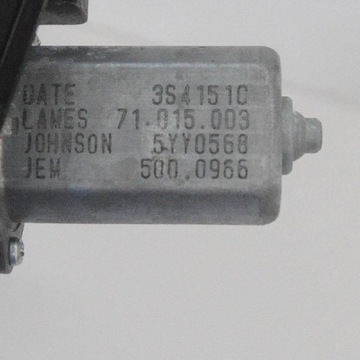 DATE 3S4151C
LAMES 71.015.003
JOHNSON 5YY0568
JEM 500.0966